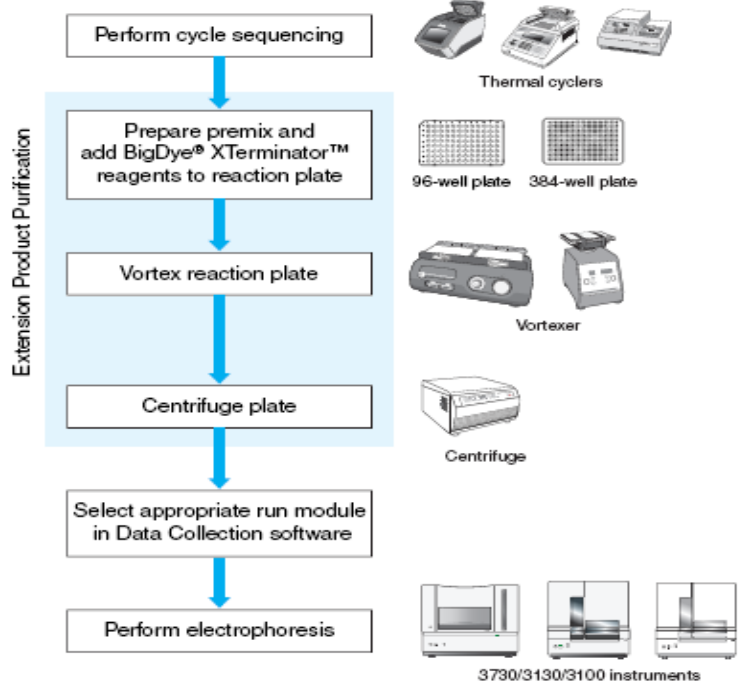 Perform cycle sequencing
Thermal cyclers
Extension Product Purification
Prepare premix and
add BigDye® XTerminator™
reagents to reaction plate
96-well plate
384-well plate
Vortex reaction plate
Vortexer
Centrifuge plate
Centrifuge
Select appropriate run module
in Data Collection software
Perform electrophoresis
3730/3130/3100 instruments